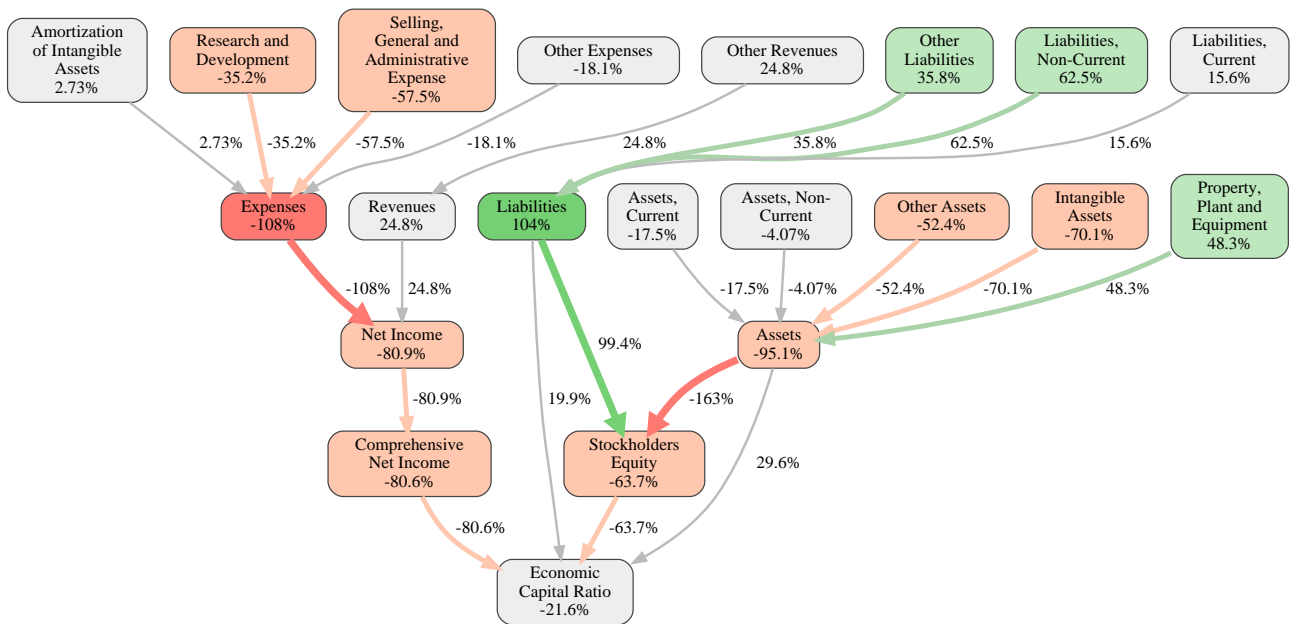 Amortization
of Intangible
Assets
2.73%
Research and
Development
-35.2%
Selling,
General and
Administrative
Expense
-57.5%
Other Expenses
-18.1%
Other Revenues
24.8%
Other
Liabilities
35.8%
Liabilities,
Non-Current
62.5%
Liabilities,
Current
15.6%
2.73%
-35.2%
-57.5%
-18.1%
24.8%
35.8%
62.5%
15.6%
Expenses
-108%
Revenues
24.8%
Liabilities
104%
Assets,
Current
-17.5%
Assets, Non-
Current
-4.07%
Other Assets
-52.4%
Intangible
Assets
-70.1%
Property,
Plant and
Equipment
48.3%
-108%
24.8%
-17.5%
-4.07%
-52.4%
-70.1%
48.3%
Net Income
-80.9%
99.4%
Assets
-95.1%
-80.9%
19.9%
-163%
Comprehensive
Net Income
-80.6%
Stockholders
Equity
-63.7%
29.6%
-80.6%
-63.7%
Economic
Capital Ratio
-21.6%